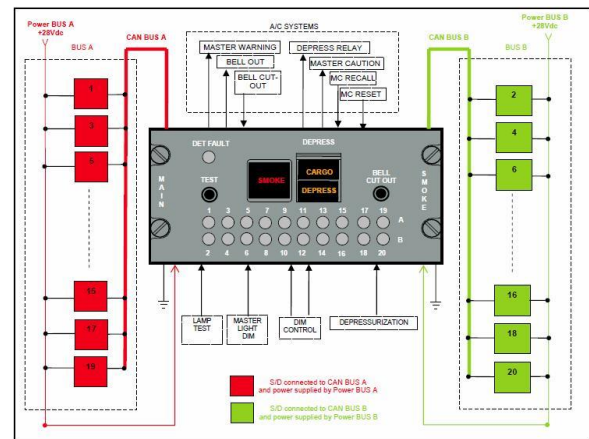 Power BUS A
+28Vdc
BUS A
CAN BUS A
A/C SYSTEMS
MASTER WARNING
BELL OUT
BELL CUT-
OUT
DEPRESS RELAY
MASTER CAUTION
MC RECALL
MC RESET
CAN BUS B
BUS B
Power BUS B
+28Vdc
1
3
5
15
17
19
DET FAULT
DEPRESS
MAIN
TEST
SMOKE
CARGO
DEPRESS
BELL
CUT OUT
SMOKE
1 3 5 7 9 11 13 15 17 19
A
B
2 4 6 8 10 12 14 16 18 20
2
4
6
16
18
20
LAMP
TEST
MASTER
LIGHT
DIM
DIM
CONTROL
DEPRESSURIZATION
S/D connected to CAN BUS A
and power supplied by Power BUS A
S/D connected to CAN BUS B
and power supplied by Power BUS B